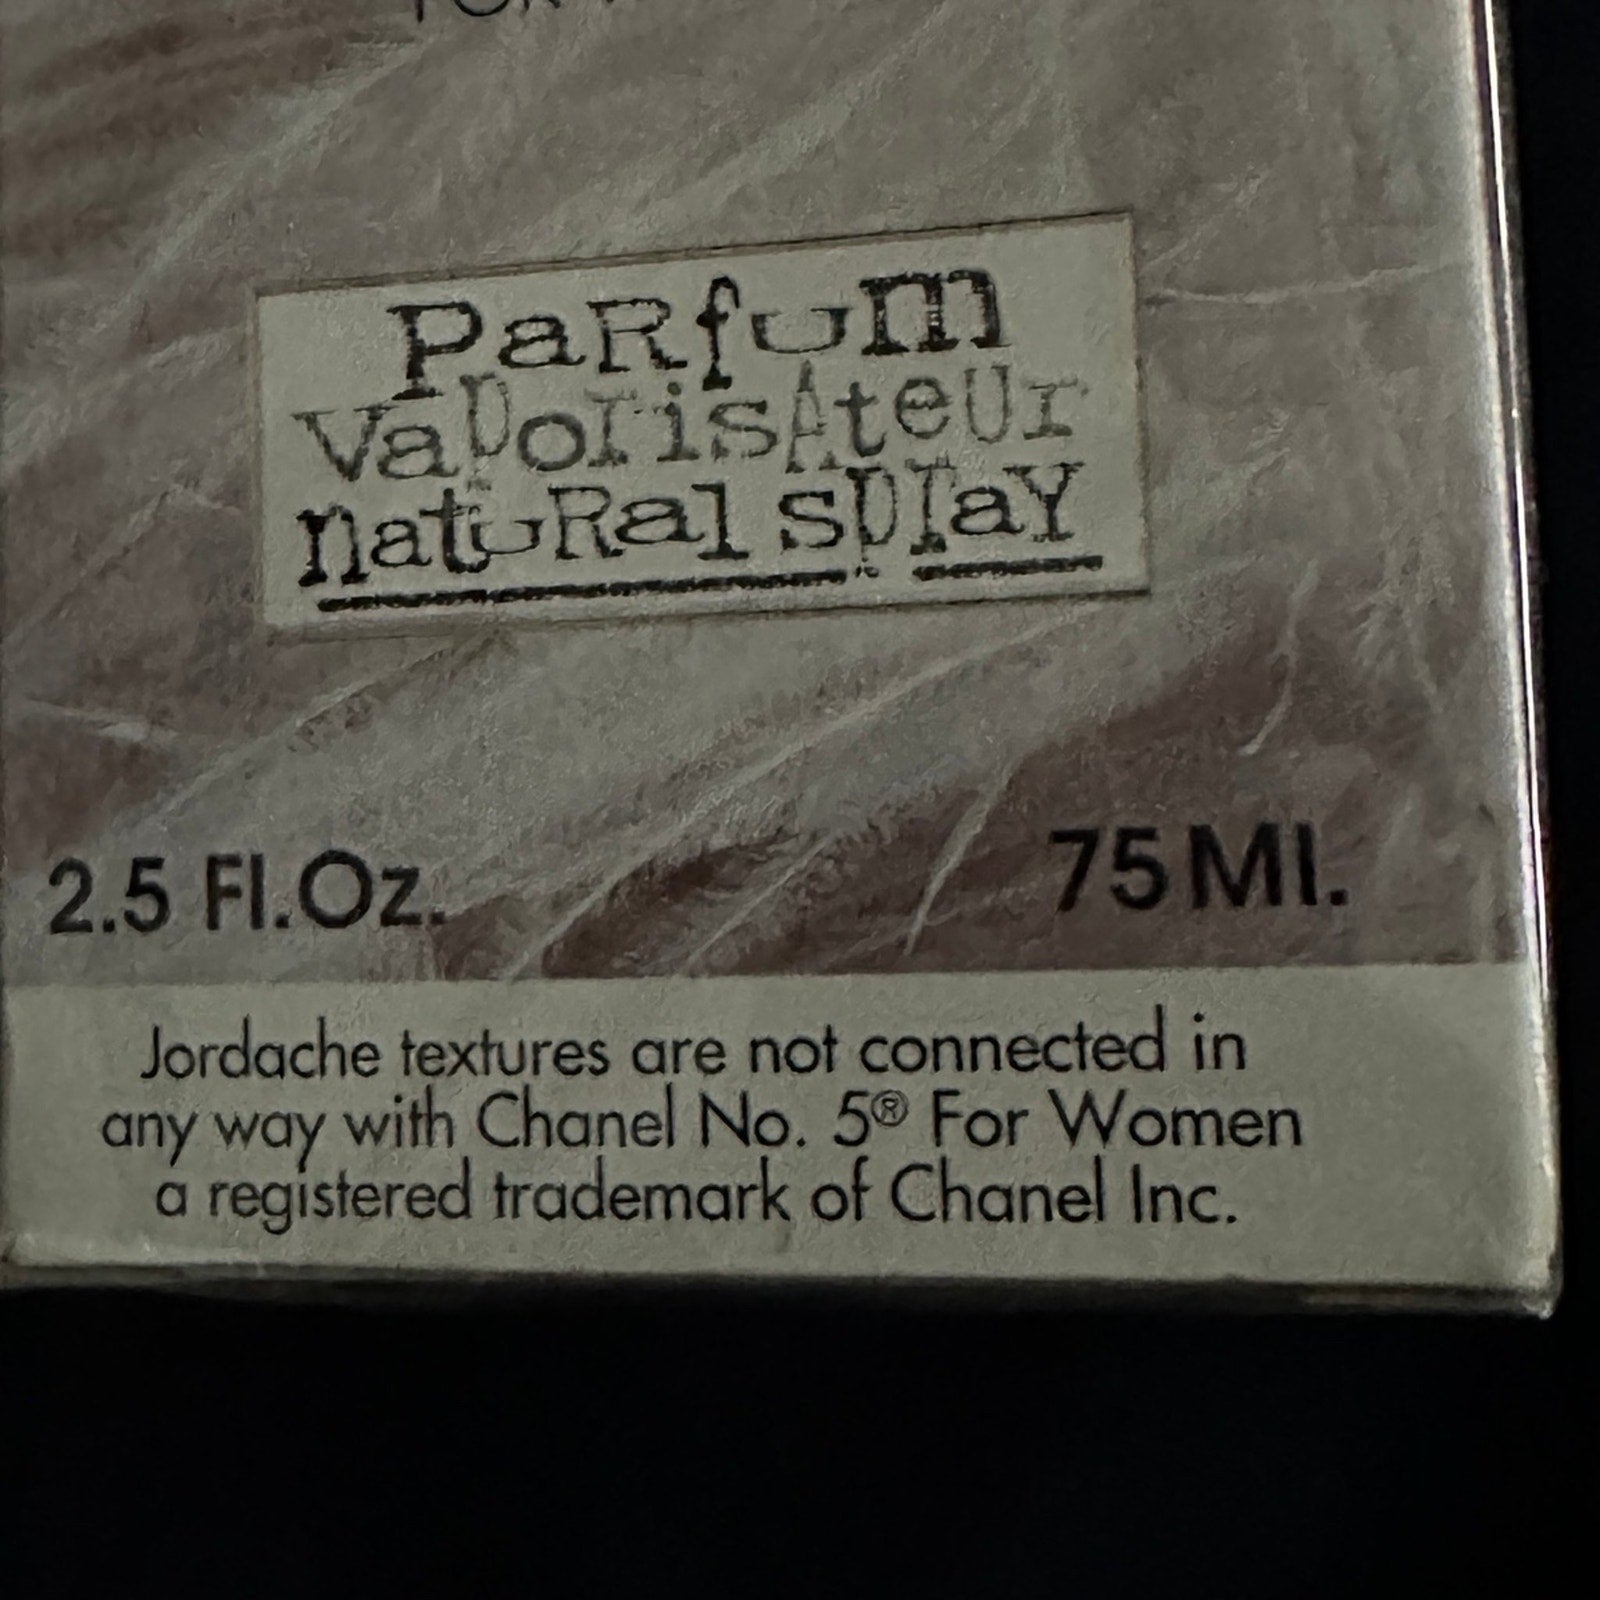 FOR
ParfUm
VaporisAteUr
natURal spraY
2.5 Fl.Oz. 75 Ml.
Jordache textures are not connected in
any way with Chanel No. 5® For Women
a registered trademark of Chanel Inc.